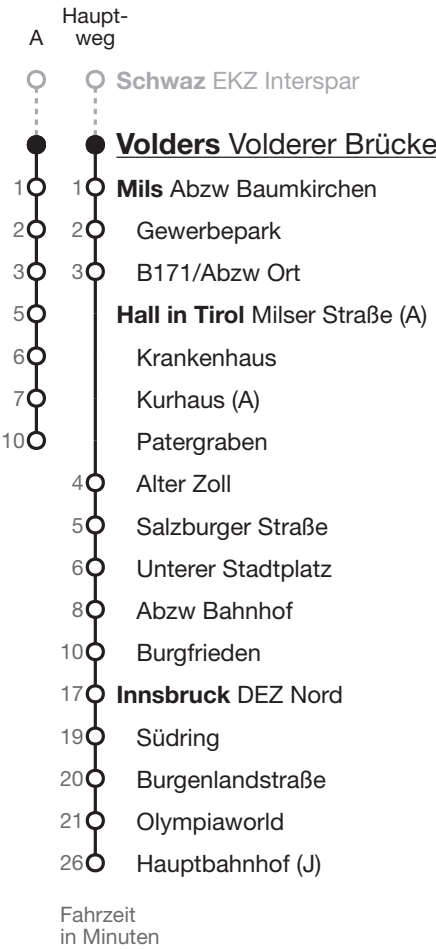 Haupt-
A weg
Schwaz EKZ Interspar
Volders Volderer Brücke
1 1 Mils Abzw Baumkirchen
2 2 Gewerbepark
3 3 B171/Abzw Ort
5 Hall in Tirol Milser Straße (A)
6 Krankenhaus
7 Kurhaus (A)
10 Patergraben
4 Alter Zoll
5 Salzburger Straße
6 Unterer Stadtplatz
8 Abzw Bahnhof
10 Burgfrieden
17 Innsbruck DEZ Nord
19 Südring
20 Burgenlandstraße
21 Olympiaworld
26 Hauptbahnhof (J)
Fahrzeit
in Minuten